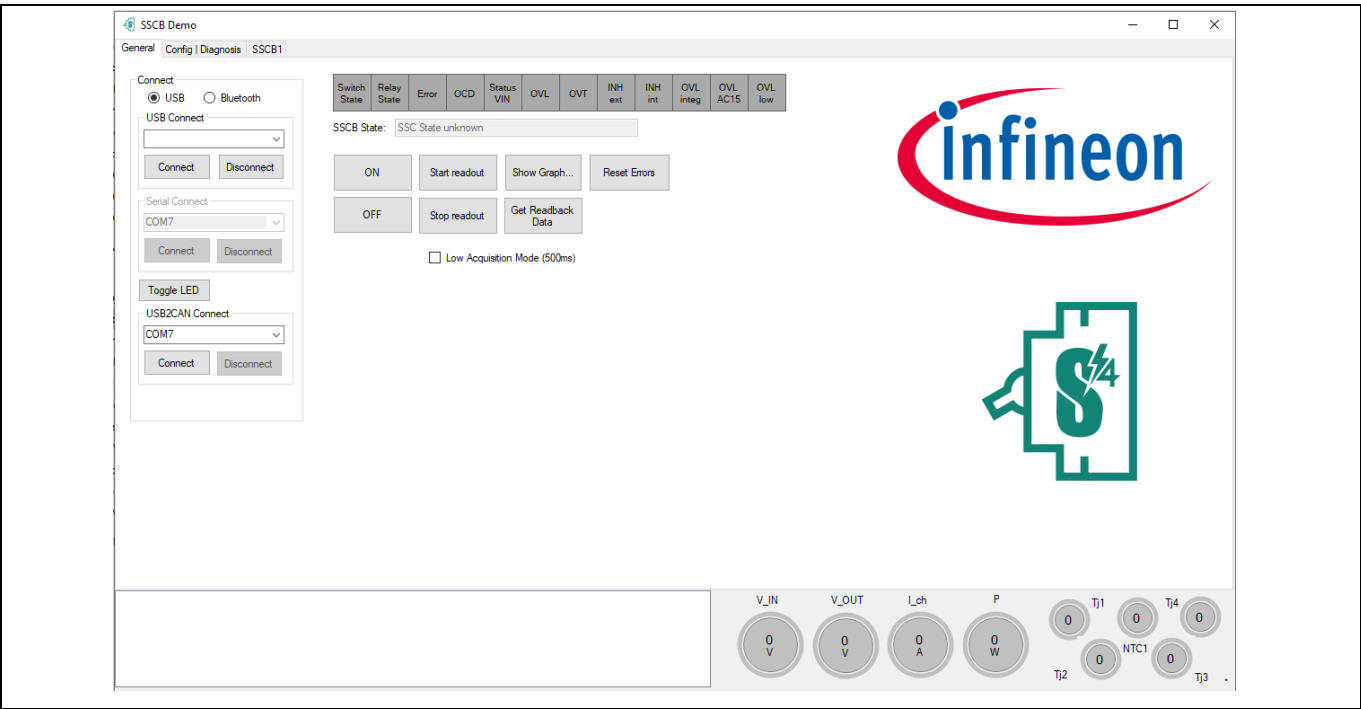 SSCB Demo
General Config | Diagnosis SSCB1
Connect
USB Bluetooth
USB Connect
Connect Disconnect
Serial Connect
COM7
Connect Disconnect
Toggle LED
USB2CAN Connect
COM7
Connect Disconnect
Switch State
Relay State
Error
OCD
Status VIN
OVL
OVT
INH ext
INH int
OVL integ
OVL AC15
OVL low
SSCB State: SSC State unknown
ON Start readout Show Graph... Reset Errors
OFF Stop readout Get Readback Data
Low Acquisition Mode (500ms)
infineon
S4
V_IN V_OUT I_ch P
0 V
0 V
0 A
0 W
Tj1 Tj4
0 0 0
NTC1
0 0
Tj2 Tj3